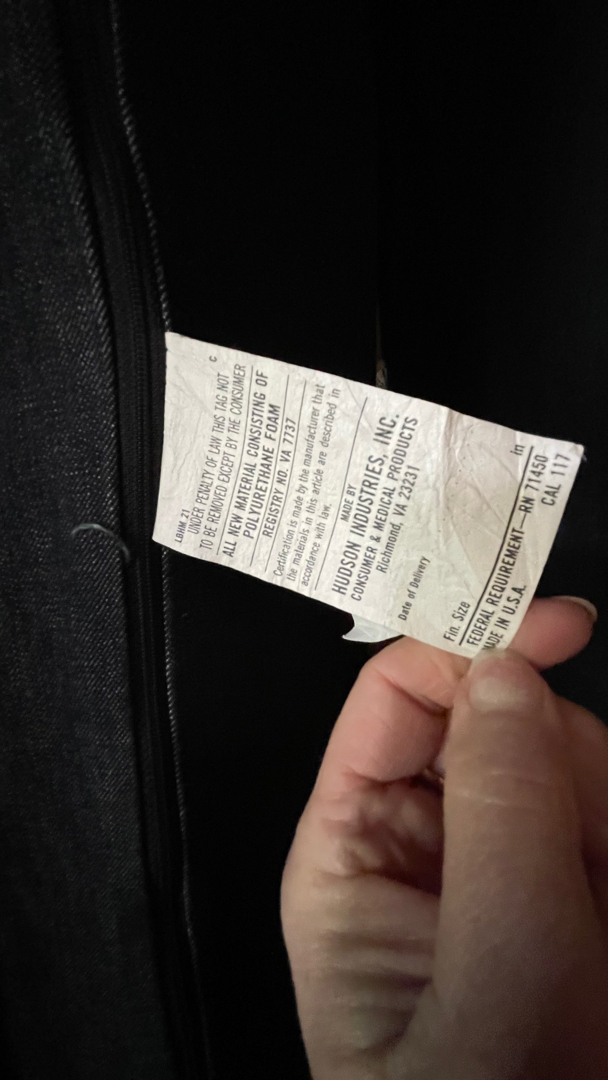 LBHM 21 C
UNDER PENALTY OF LAW THIS TAG NOT
TO BE REMOVED EXCEPT BY THE CONSUMER
ALL NEW MATERIAL CONSISTING OF
POLYURETHANE FOAM
REGISTRY NO. VA 7737
Certification is made by the manufacturer that
the materials in this article are described in
accordance with law.
MADE BY
HUDSON INDUSTRIES, INC.
CONSUMER & MEDICAL PRODUCTS
Richmond, VA 23231
Date of Delivery
Fin. Size in
FEDERAL REQUIREMENT—RN 71450
MADE IN U.S.A. CAL 117